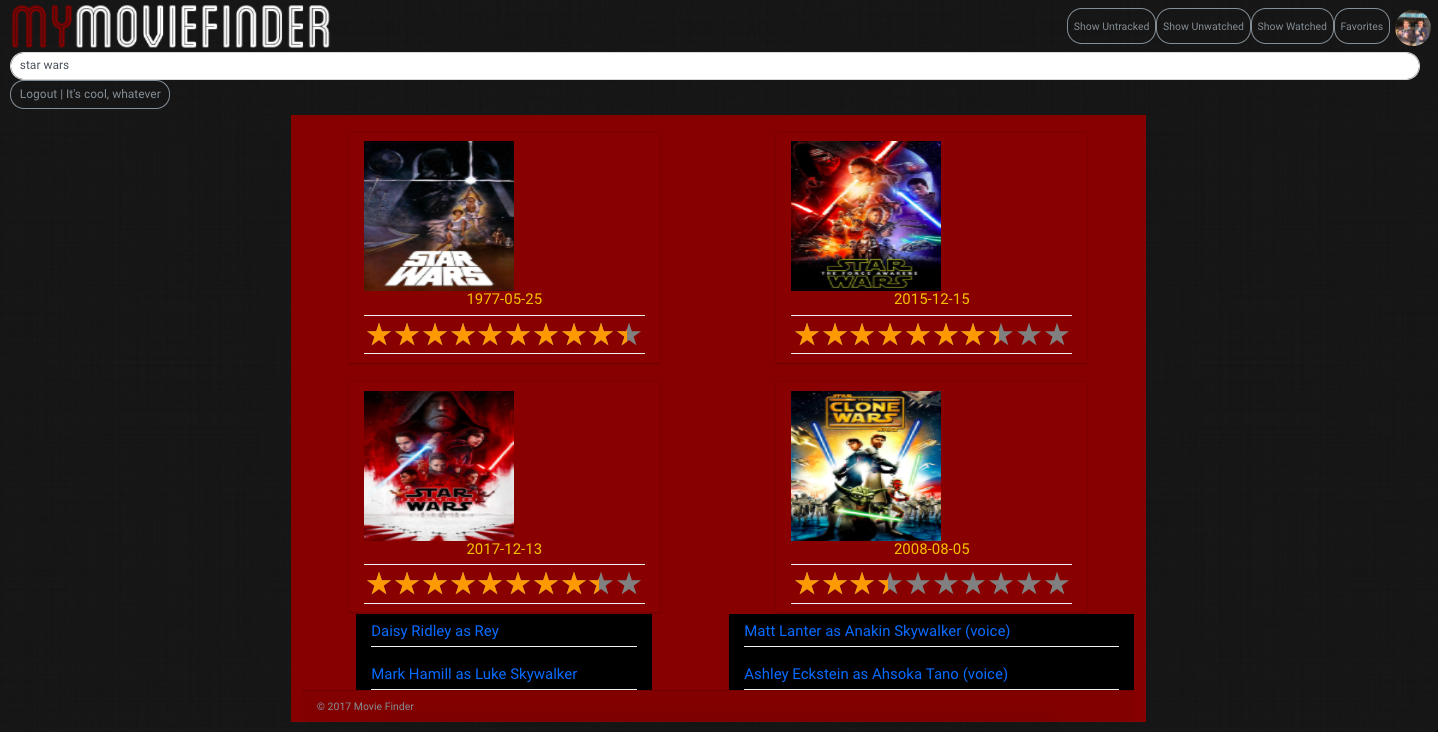 MYMOVIEFINDER
Show Untracked Show Unwatched Show Watched Favorites
star wars
Logout | It's cool, whatever
STAR WARS
STAR THE FORCE AWAKENS WARS
1977-05-25
2015-12-15
STAR WARS
STAR WARS THE CLONE WARS
2017-12-13
2008-08-05
Daisy Ridley as Rey
Mark Hamill as Luke Skywalker
Matt Lanter as Anakin Skywalker (voice)
Ashley Eckstein as Ahsoka Tano (voice)
© 2017 Movie Finder